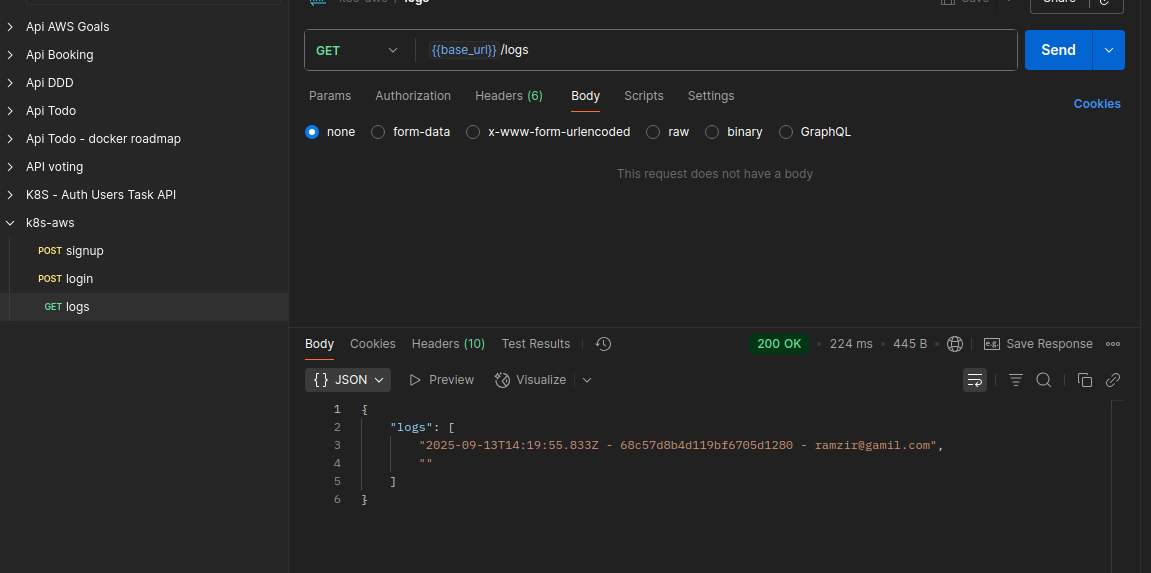 k8s-aws / logs
Save
Share
Api AWS Goals
Api Booking
Api DDD
Api Todo
Api Todo - docker roadmap
API voting
K8S - Auth Users Task API
k8s-aws
POST signup
POST login
GET logs
GET {{base_url}} /logs Send
Params Authorization Headers (6) Body Scripts Settings Cookies
none form-data x-www-form-urlencoded raw binary GraphQL
This request does not have a body
Body Cookies Headers (10) Test Results 200 OK • 224 ms • 445 B • e.g. Save Response
{} JSON Preview Visualize
1 {
2 "logs": [
3 "2025-09-13T14:19:55.833Z - 68c57d8b4d119bf6705d1280 - ramzir@gamil.com",
4 ""
5 ]
6 }